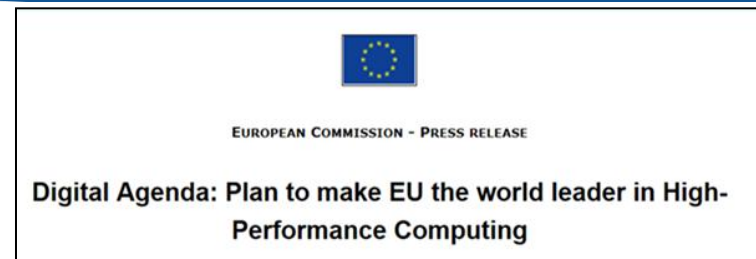 EUROPEAN COMMISSION - PRESS RELEASE
Digital Agenda: Plan to make EU the world leader in High-
Performance Computing